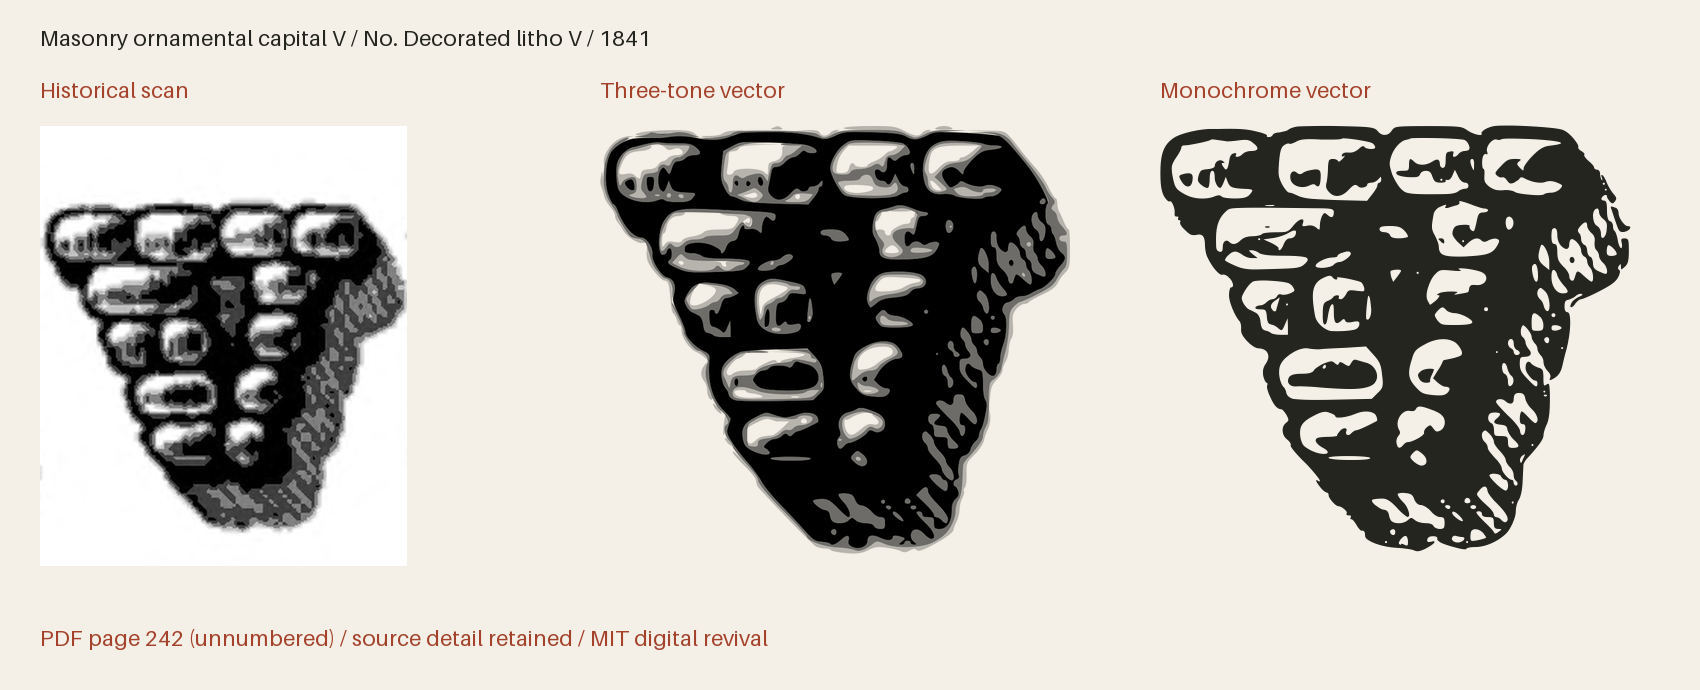 Masonry ornamental capital V / No. Decorated litho V / 1841
Historical scan
Three-tone vector
Monochrome vector
PDF page 242 (unnumbered) / source detail retained / MIT digital revival